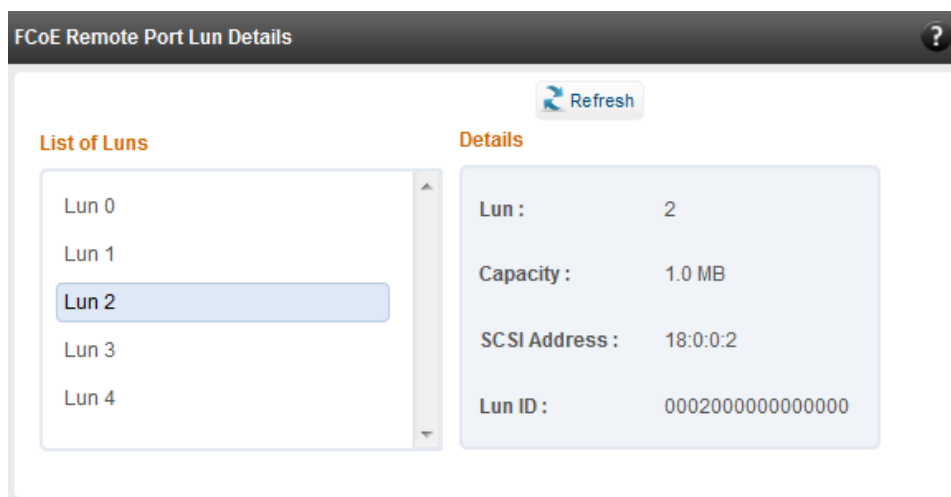 FCoE Remote Port Lun Details
?
Refresh
List of Luns
Lun 0
Lun 1
Lun 2
Lun 3
Lun 4
Details
Lun : 2
Capacity : 1.0 MB
SCSI Address : 18:0:0:2
Lun ID : 0002000000000000